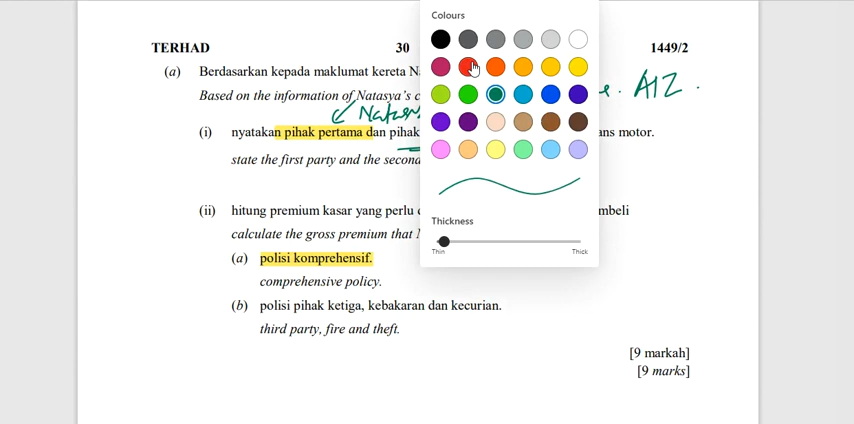 Colours
TERHAD 30 1449/2
(a) Berdasarkan kepada maklumat kereta N
Based on the information of Natasya's c
A1Z.
(i) nyatakan pihak pertama dan pihak ans motor.
state the first party and the second
(ii) hitung premium kasar yang perlu mbeli
calculate the gross premium that
Thickness
Thin Thick
(a) polisi komprehensif.
comprehensive policy.
(b) polisi pihak ketiga, kebakaran dan kecurian.
third party, fire and theft.
[9 markah]
[9 marks]